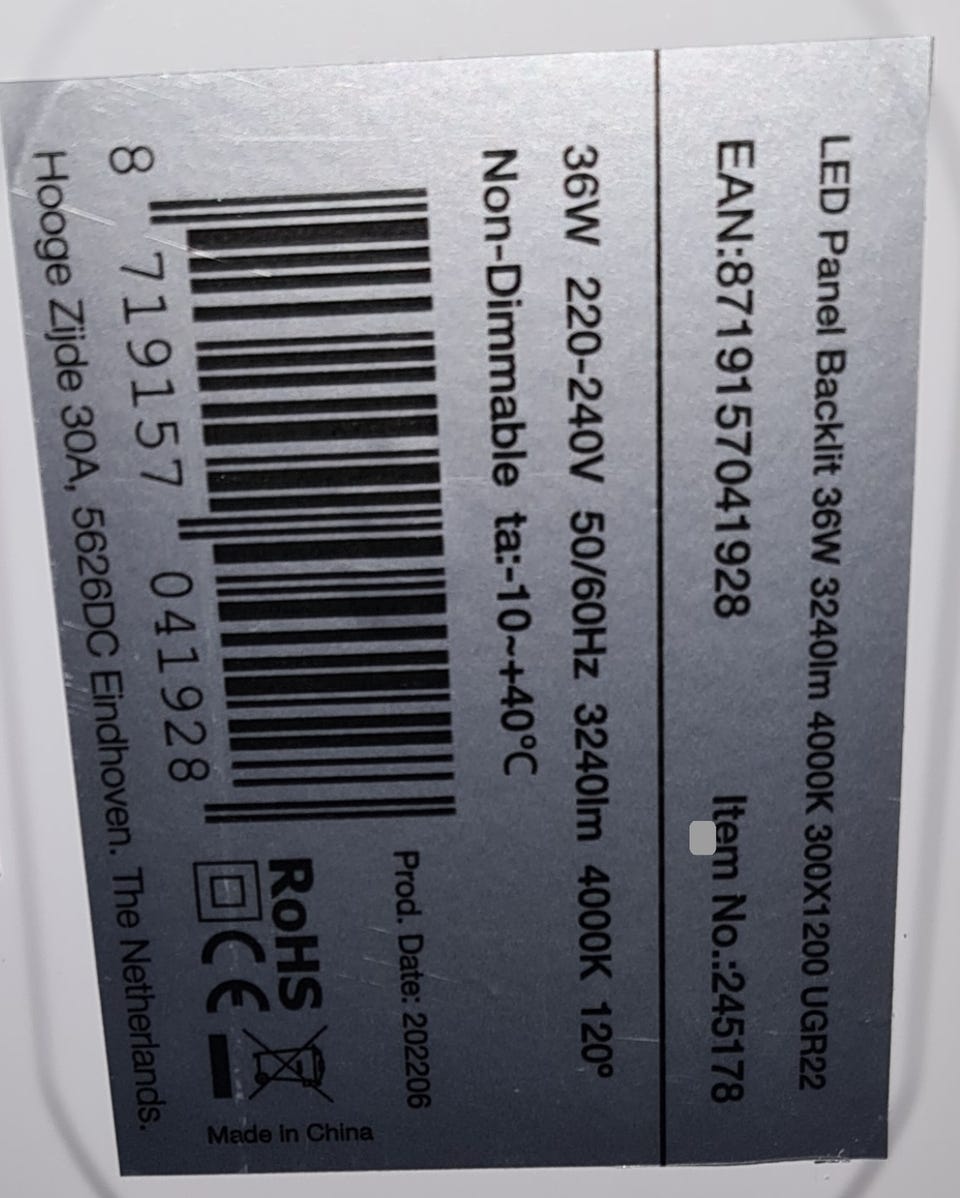 LED Panel Backlit 36W 3240lm 4000K 300X1200 UGR22
EAN:8719157041928 Item No.:245178
36W 220-240V 50/60Hz 3240lm 4000K 120°
Non-Dimmable ta:-10~+40°C
Prod. Date: 202206
8 719157 041928
RoHS
CE
Made in China
Hooge Zijde 30A, 5626DC Eindhoven. The Netherlands.